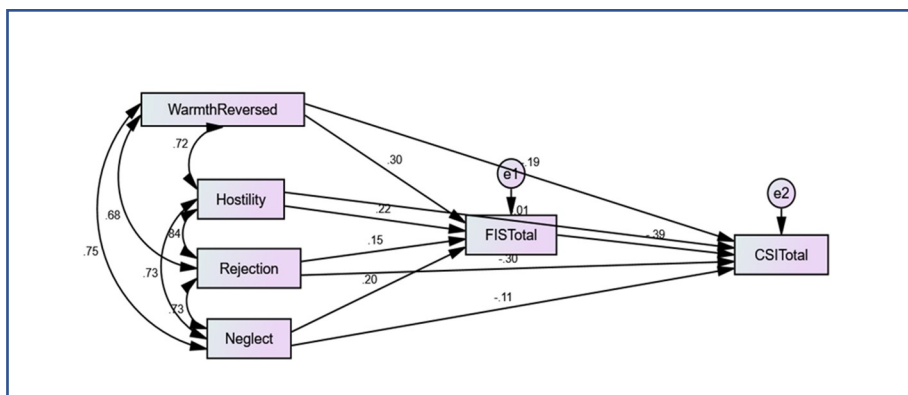 WarmthReversed
.72
.30
-.19
e1
e2
Hostility
.22
.01
.68
.84
FISTotal
-.39
.15
CSITotal
.75
-.30
Rejection
.73
.20
-.11
.73
Neglect